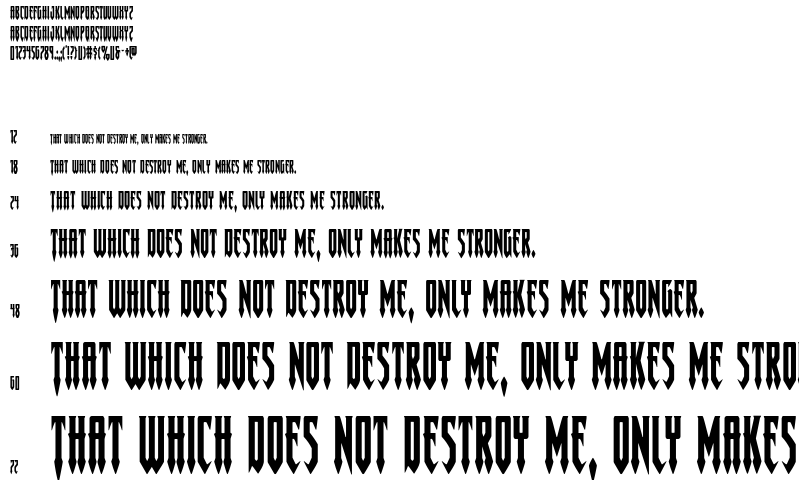 ABCDEFGHIJKLMNOPQRSTUVWXYZ
ABCDEFGHIJKLMNOPQRSTUVWXYZ
0123456789.:,;(*!?)[]#$(%[]&-+@
12 THAT WHICH DOES NOT DESTROY ME, ONLY MAKES ME STRONGER.
18 THAT WHICH DOES NOT DESTROY ME, ONLY MAKES ME STRONGER.
24 THAT WHICH DOES NOT DESTROY ME, ONLY MAKES ME STRONGER.
36 THAT WHICH DOES NOT DESTROY ME, ONLY MAKES ME STRONGER.
48 THAT WHICH DOES NOT DESTROY ME, ONLY MAKES ME STRONGER.
60 THAT WHICH DOES NOT DESTROY ME, ONLY MAKES ME STRO
72 THAT WHICH DOES NOT DESTROY ME, ONLY MAKES